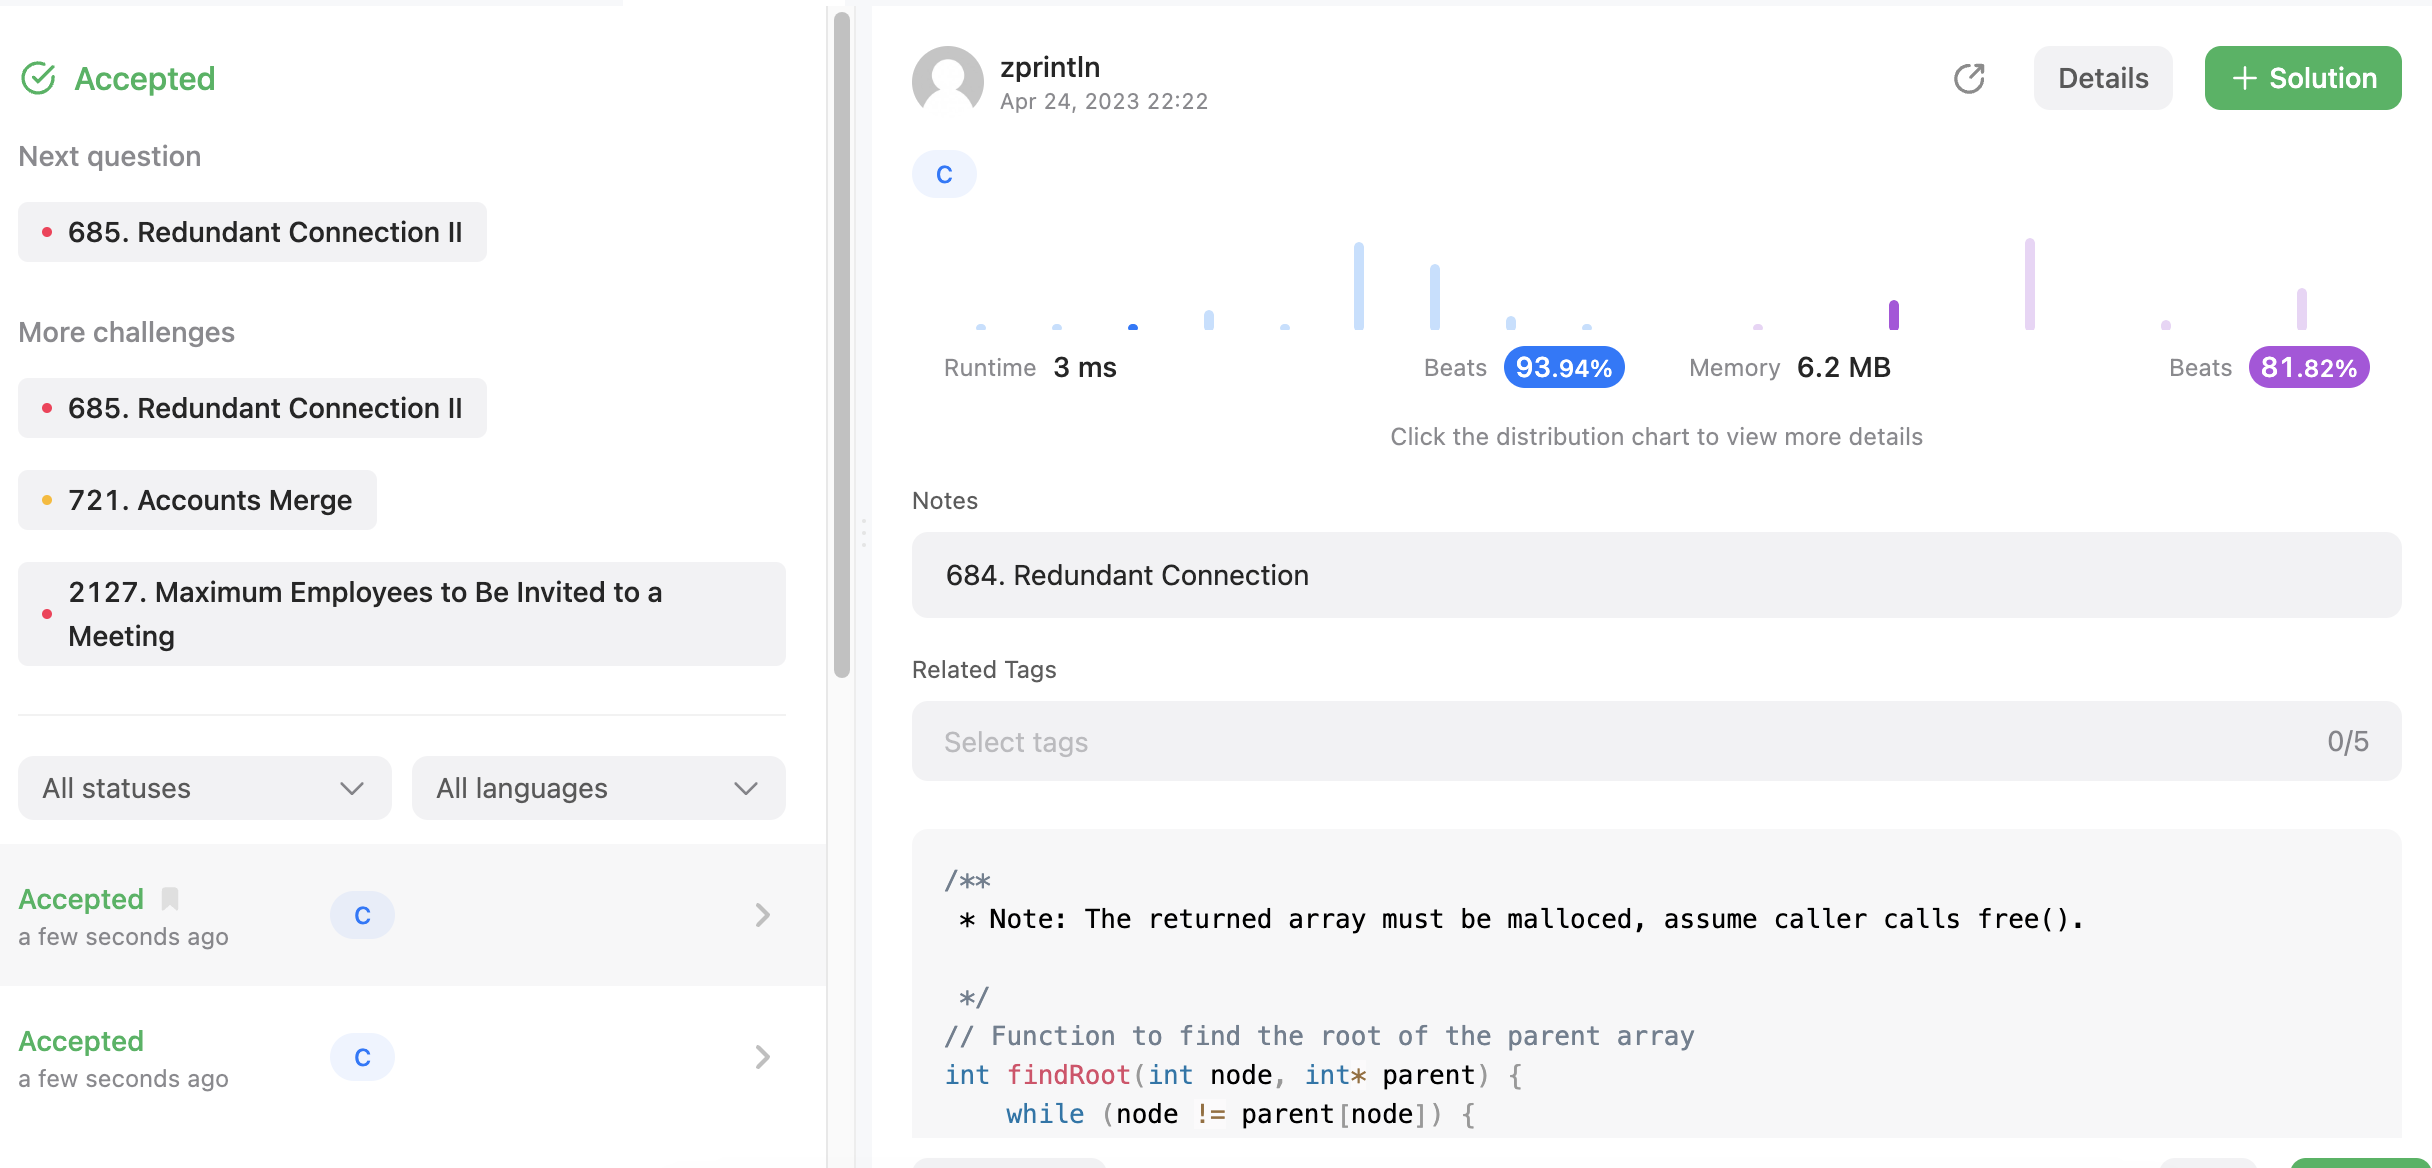 Accepted
Next question
685. Redundant Connection II
More challenges
685. Redundant Connection II
721. Accounts Merge
2127. Maximum Employees to Be Invited to a
Meeting
All statuses
All languages
Accepted
C
a few seconds ago
Accepted
C
a few seconds ago
zprintln
Apr 24, 2023 22:22
Details
+ Solution
C
Runtime 3 ms
Beats 93.94%
Memory 6.2 MB
Beats 81.82%
Click the distribution chart to view more details
Notes
684. Redundant Connection
Related Tags
Select tags
0/5
/**
 * Note: The returned array must be malloced, assume caller calls free().
 */
// Function to find the root of the parent array
int findRoot(int node, int* parent) {
    while (node != parent[node]) {